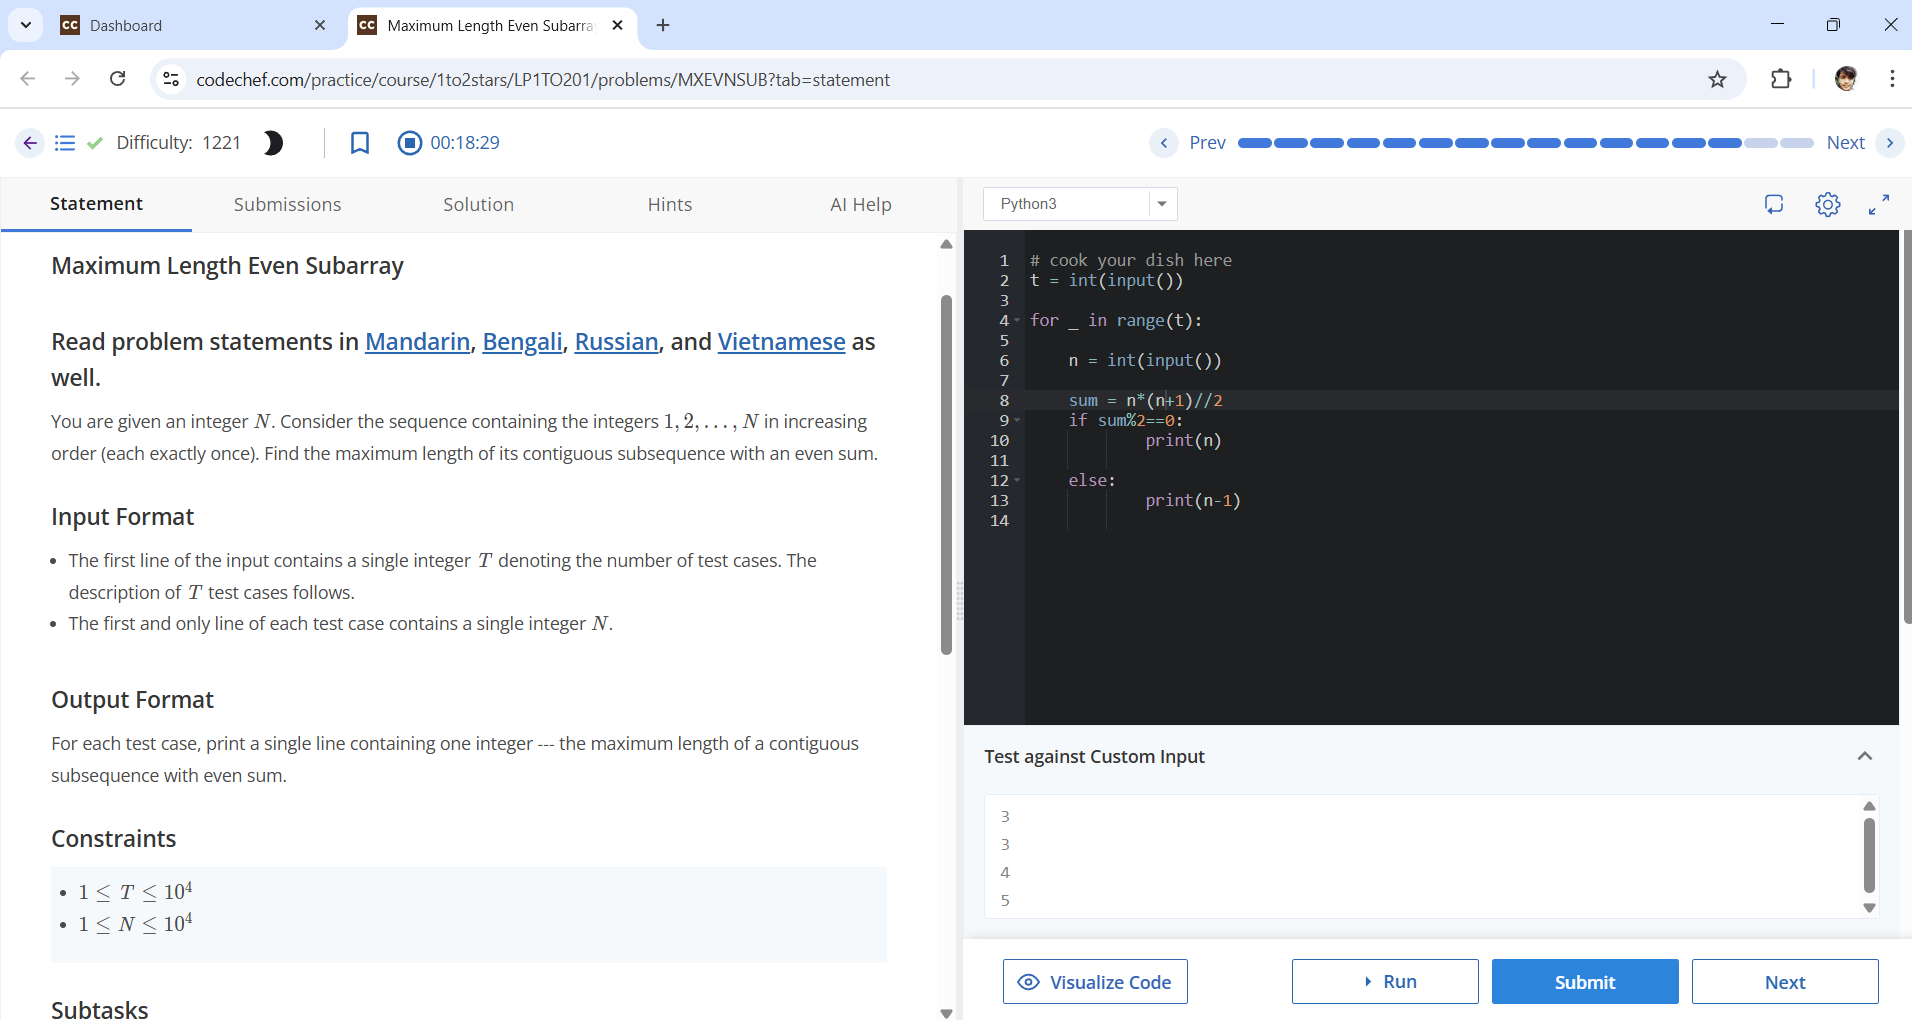 Dashboard
Maximum Length Even Subarra
codechef.com/practice/course/1to2stars/LP1TO201/problems/MXEVNSUB?tab=statement
Difficulty: 1221
00:18:29
Prev
Next
Statement
Submissions
Solution
Hints
AI Help
Maximum Length Even Subarray
Read problem statements in Mandarin, Bengali, Russian, and Vietnamese as
well.
You are given an integer N. Consider the sequence containing the integers 1, 2, . . . , N in increasing
order (each exactly once). Find the maximum length of its contiguous subsequence with an even sum.
Input Format
• The first line of the input contains a single integer T denoting the number of test cases. The
description of T test cases follows.
• The first and only line of each test case contains a single integer N.
Output Format
For each test case, print a single line containing one integer --- the maximum length of a contiguous
subsequence with even sum.
Constraints
• 1 ≤ T ≤ 10⁴
• 1 ≤ N ≤ 10⁴
Subtasks
Python3
1 # cook your dish here
2 t = int(input())
3
4 for _ in range(t):
5
6     n = int(input())
7
8     sum = n*(n+1)//2
9     if sum%2==0:
10             print(n)
11
12     else:
13             print(n-1)
14
Test against Custom Input
3
3
4
5
Visualize Code
Run
Submit
Next